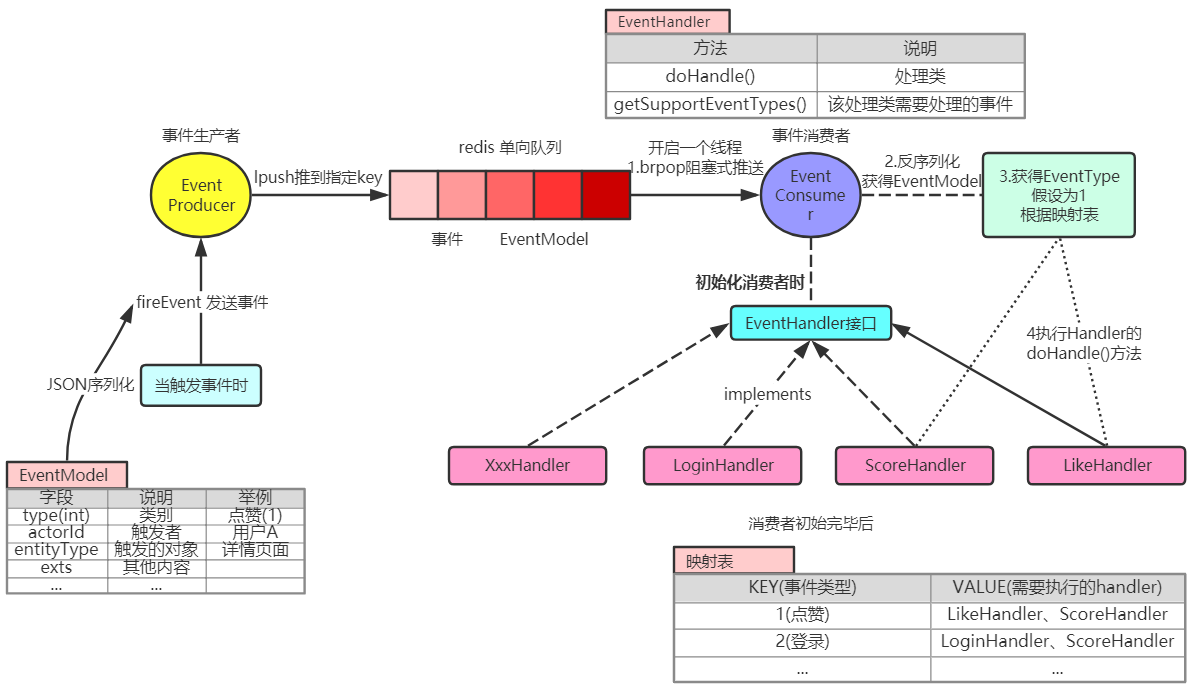 EventHandler
方法 说明
doHandle() 处理类
getSupportEventTypes() 该处理类需要处理的事件
事件生产者
Event
Producer
lpush推到指定key
redis 单向队列
事件 EventModel
开启一个线程
1.brpop阻塞式推送
事件消费者
Event
Consume
r
2.反序列化
获得EventModel
3.获得EventType
假设为1
根据映射表
fireEvent 发送事件
初始化消费者时
EventHandler接口
4执行Handler的
doHandle()方法
JSON序列化
当触发事件时
implements
XxxHandler
LoginHandler
ScoreHandler
LikeHandler
EventModel
字段 说明 举例
type(int) 类别 点赞(1)
actorId 触发者 用户A
entityType 触发的对象 详情页面
exts 其他内容
... ...
消费者初始完毕后
映射表
KEY(事件类型) VALUE(需要执行的handler)
1(点赞) LikeHandler、ScoreHandler
2(登录) LoginHandler、ScoreHandler
... ...